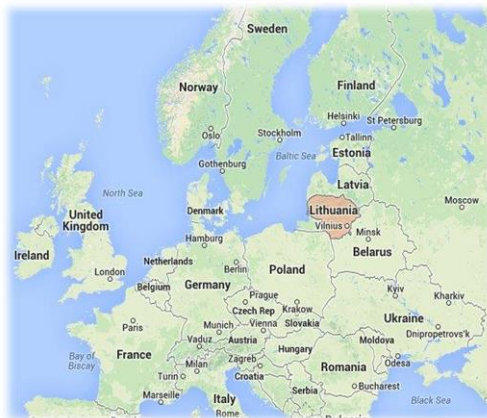 Sweden
Norway
Finland
Helsinki
St Petersburg
Oslo
Stockholm
Tallinn
Estonia
Gothenburg
Baltic Sea
Latvia
North Sea
Moscow
Denmark
Lithuania
United
Kingdom
Vilnius
Minsk
Ireland
Hamburg
Belarus
Netherlands
Berlin
London
Poland
Belgium
Germany
Prague
Kyiv
Kharkiv
Czech Rep
Krakow
Paris
Ukraine
Munich
Vienna
Slovakia
Dnipropetrovs'k
Vaduz
Austria
Moldova
Bay of
Biscay
France
Hungary
Milan
Zagreb
Odesa
Turin
Croatia
Romania
Marseille
Serbia
Bucharest
Italy
Black Sea
Rome